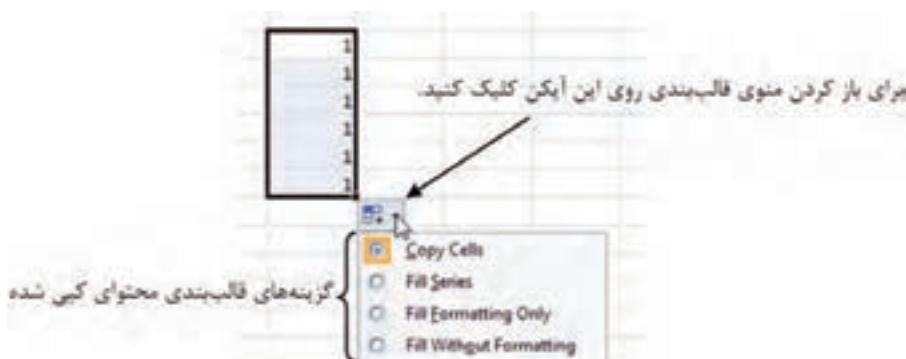 1
1
1
1
1
1
برای باز کردن منوی قالب‌بندی روی این آیکن کلیک کنید.
Copy Cells
Fill Series
Fill Formatting Only
Fill Without Formatting
گزینه‌های قالب‌بندی محتوای کپی شده